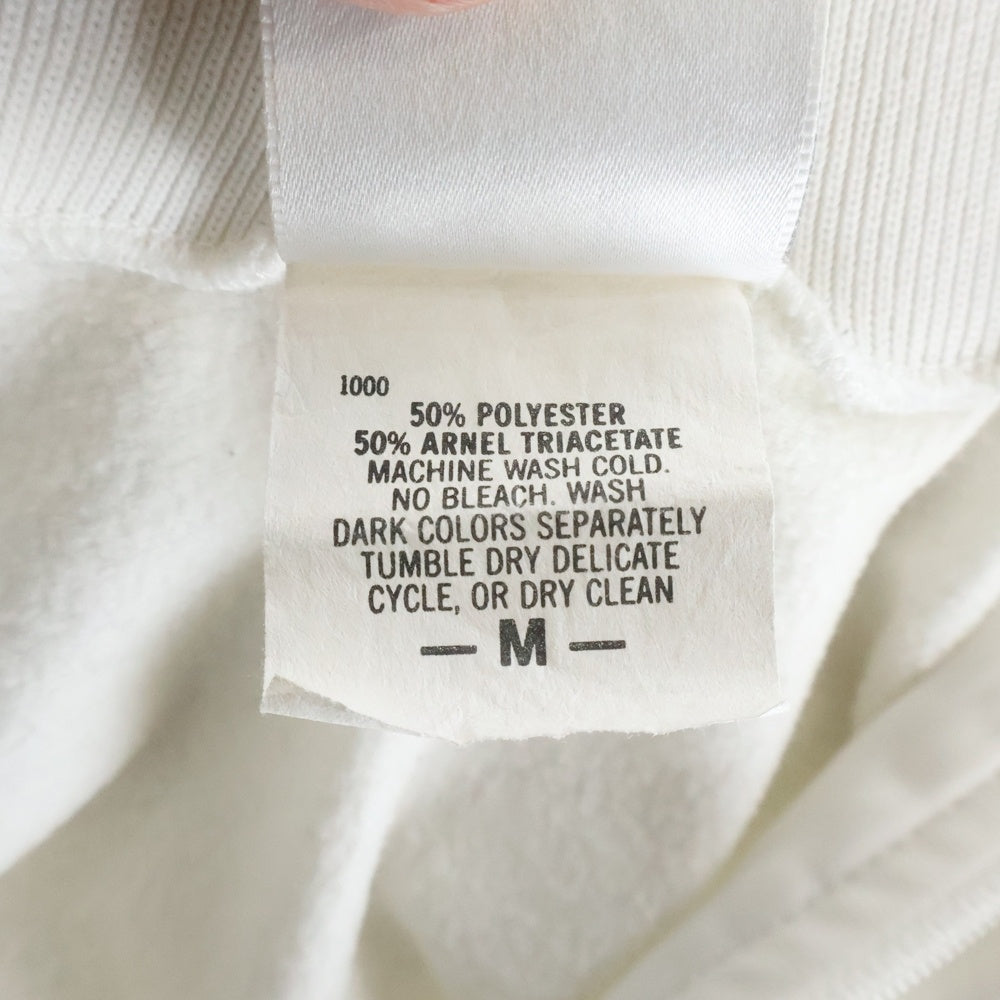 1000
50% POLYESTER
50% ARNEL TRIACETATE
MACHINE WASH COLD.
NO BLEACH. WASH
DARK COLORS SEPARATELY
TUMBLE DRY DELICATE
CYCLE, OR DRY CLEAN
— M —